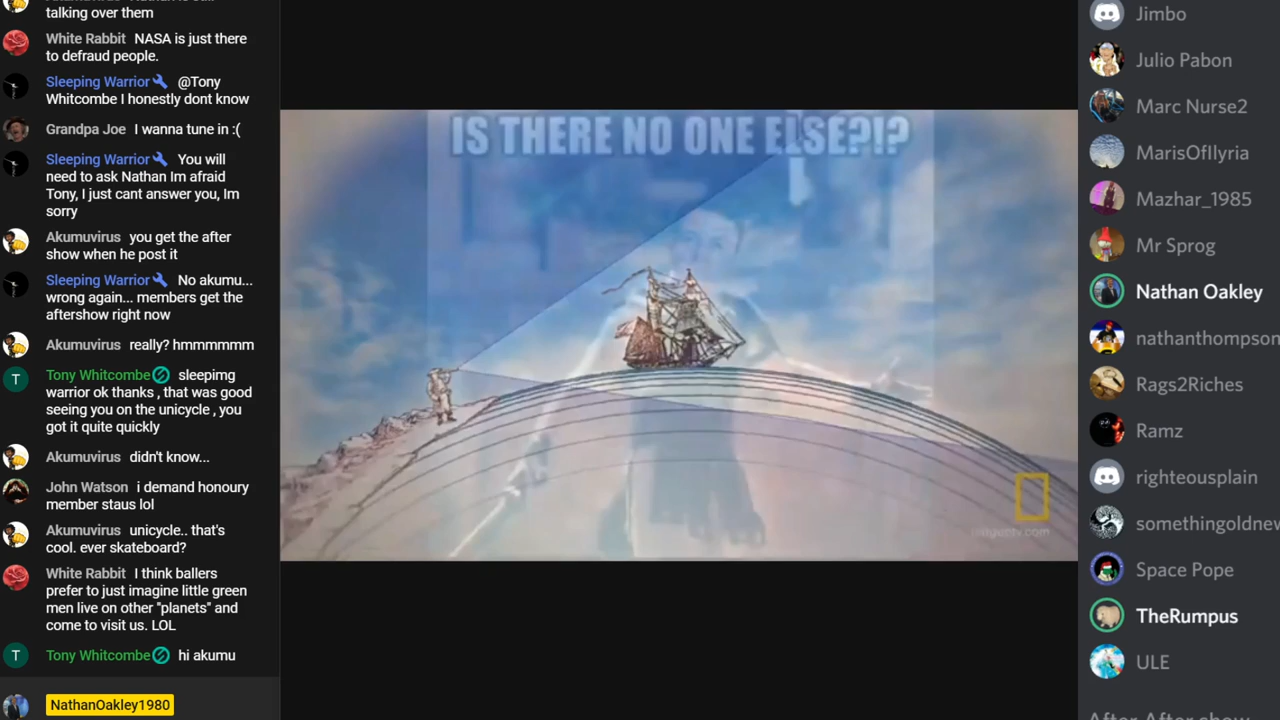 talking over them
White Rabbit NASA is just there
to defraud people.
Sleeping Warrior @Tony
Whitcombe I honestly dont know
Grandpa Joe I wanna tune in :(
Sleeping Warrior You will
need to ask Nathan Im afraid
Tony, I just cant answer you, Im
sorry
Akumuvirus you get the after
show when he post it
Sleeping Warrior No akumu...
wrong again... members get the
aftershow right now
Akumuvirus really? hmmmmmm
T Tony Whitcombe sleepimg
warrior ok thanks , that was good
seeing you on the unicycle , you
got it quite quickly
Akumuvirus didn't know...
John Watson i demand honoury
member staus lol
Akumuvirus unicycle.. that's
cool. ever skateboard?
White Rabbit I think ballers
prefer to just imagine little green
men live on other "planets" and
come to visit us. LOL
T Tony Whitcombe hi akumu
NathanOakley1980
IS THERE NO ONE ELSE?!?
Jimbo
Julio Pabon
Marc Nurse2
MarisOfIlyria
Mazhar_1985
Mr Sprog
Nathan Oakley
nathanthompson
Rags2Riches
Ramz
righteousplain
somethingoldnew
Space Pope
TheRumpus
ULE
After After show